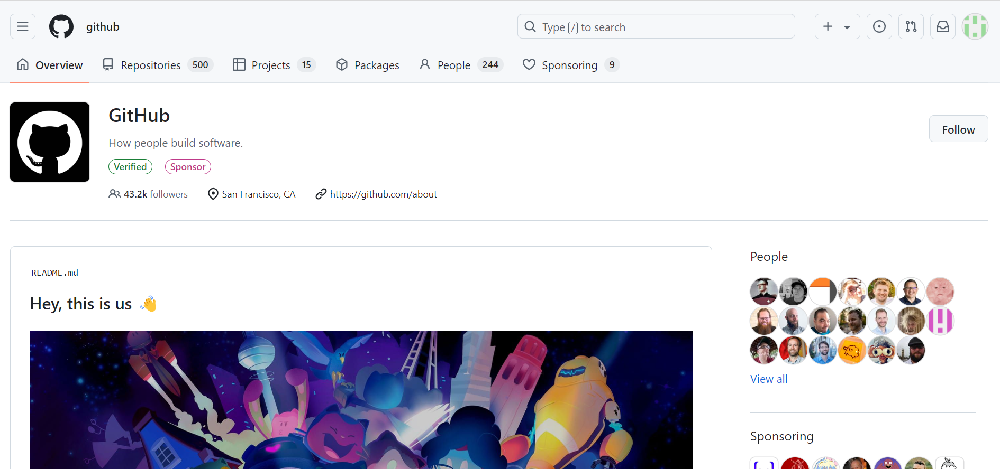 github
Type / to search
Overview
Repositories 500
Projects 15
Packages
People 244
Sponsoring 9
GitHub
How people build software.
Verified Sponsor
43.2k followers San Francisco, CA https://github.com/about
Follow
README.md
Hey, this is us 👋
People
View all
Sponsoring